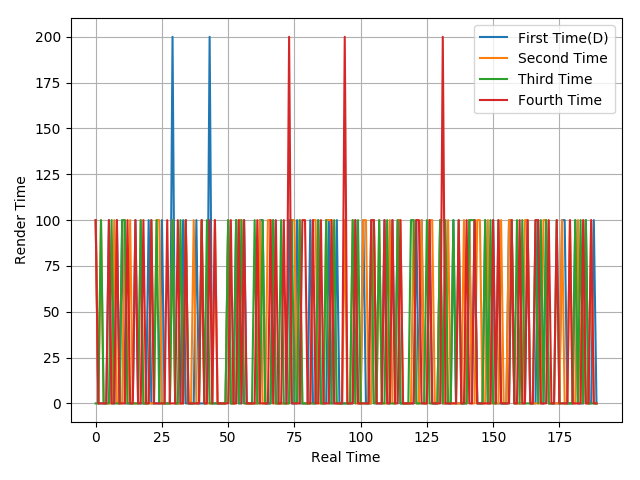 200
175
150
125
100
75
50
25
0
Render Time
First Time(D)
Second Time
Third Time
Fourth Time
0 25 50 75 100 125 150 175
Real Time